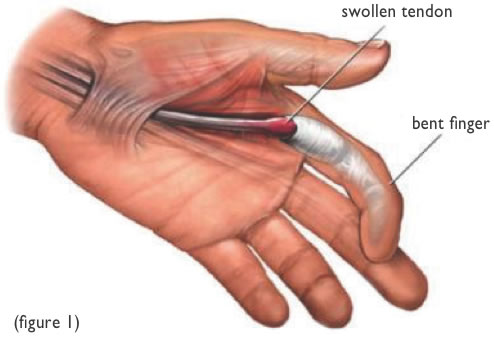 swollen tendon
bent finger
(figure 1)